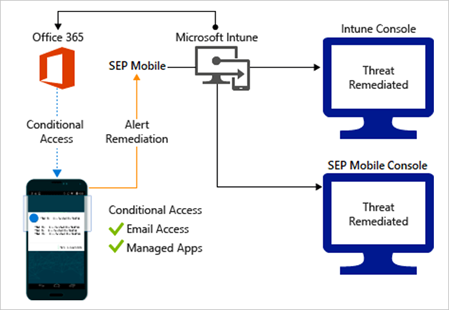 Office 365
Microsoft Intune
Intune Console
SEP Mobile
Threat
Remediated
Conditional
Access
Alert
Remediation
SEP Mobile Console
Threat
Remediated
Conditional Access
Email Access
Managed Apps